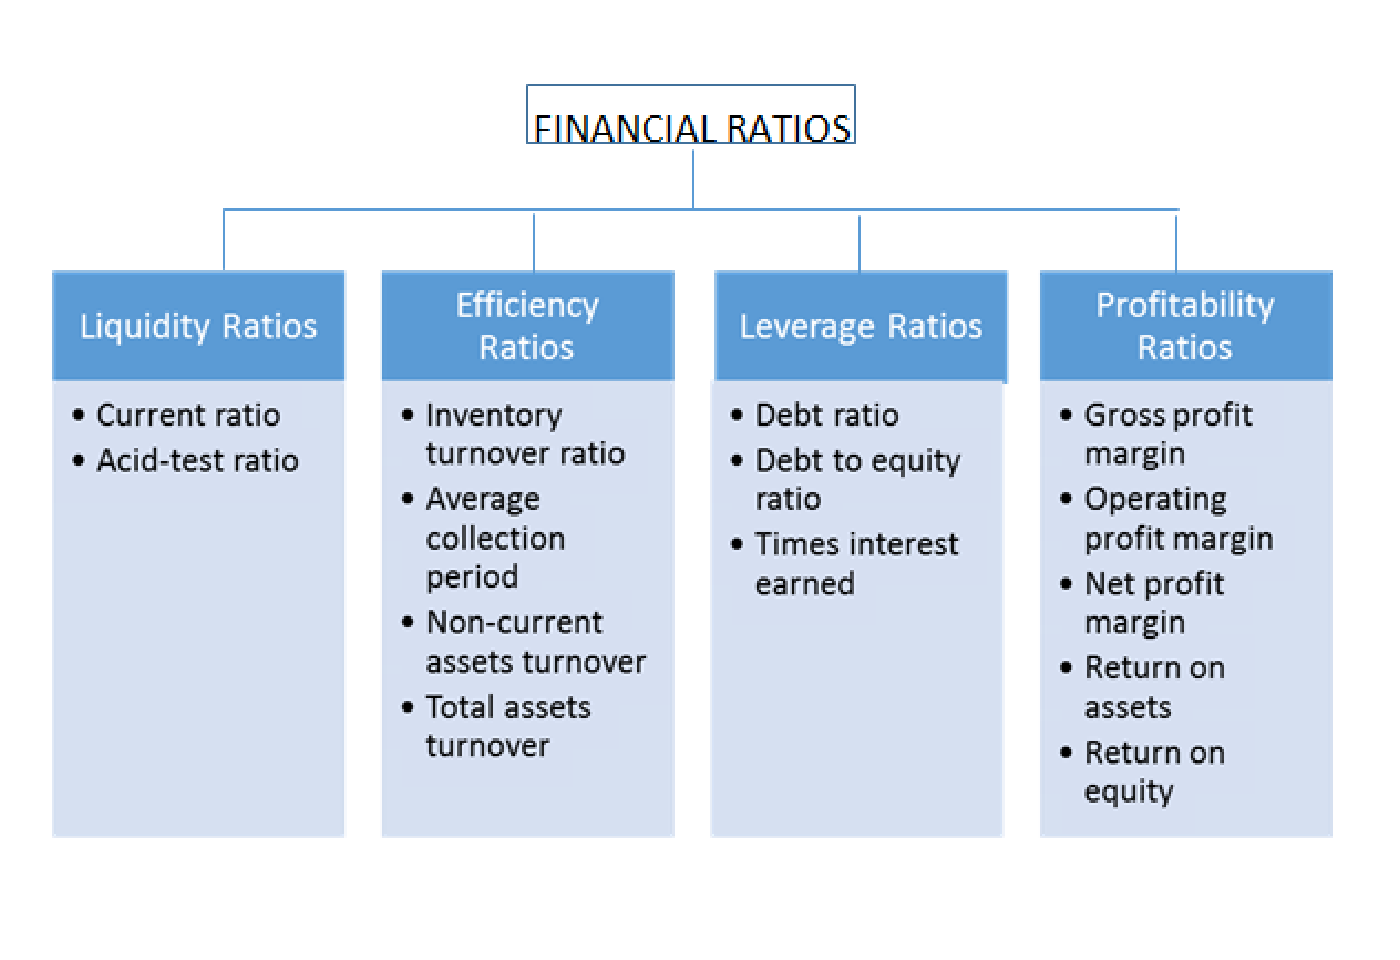 FINANCIAL RATIOS
Liquidity Ratios
• Current ratio
• Acid-test ratio
Efficiency
Ratios
• Inventory
turnover ratio
• Average
collection
period
• Non-current
assets turnover
• Total assets
turnover
Leverage Ratios
• Debt ratio
• Debt to equity
ratio
• Times interest
earned
Profitability
Ratios
• Gross profit
margin
• Operating
profit margin
• Net profit
margin
• Return on
assets
• Return on
equity